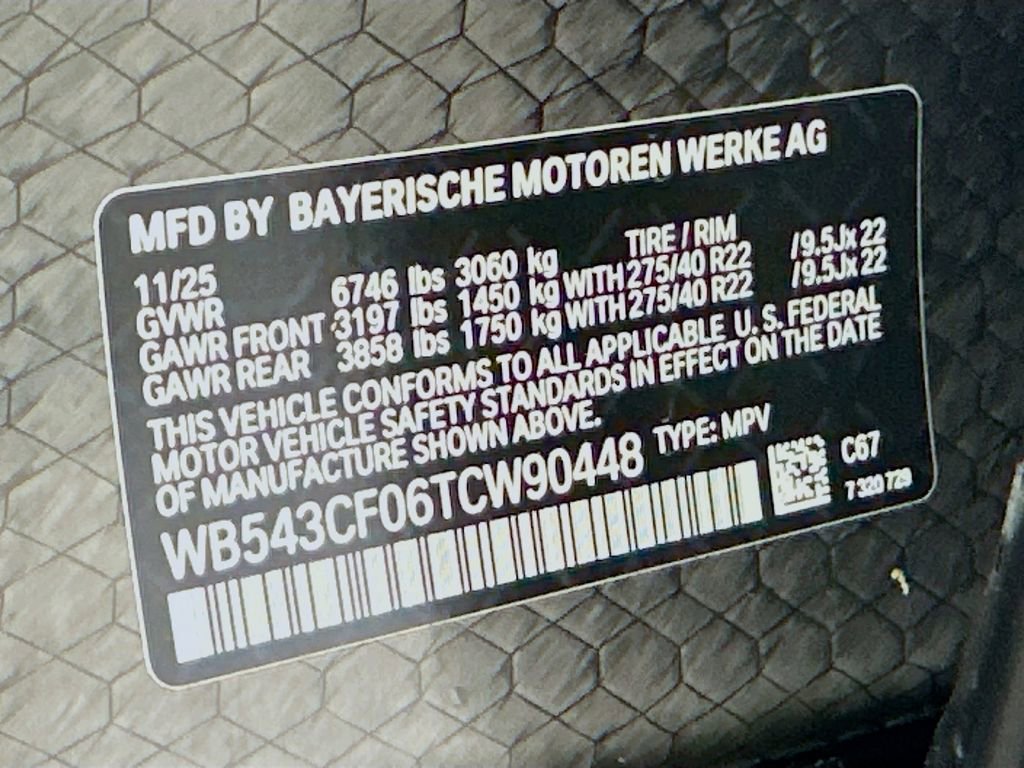 MFD BY BAYERISCHE MOTOREN WERKE AG
11/25 TIRE / RIM
GVWR 6746 lbs 3060 kg
GAWR FRONT 3197 lbs 1450 kg WITH 275/40 R22 /9.5Jx22
GAWR REAR 3858 lbs 1750 kg WITH 275/40 R22 /9.5Jx22
THIS VEHICLE CONFORMS TO ALL APPLICABLE U. S. FEDERAL
MOTOR VEHICLE SAFETY STANDARDS IN EFFECT ON THE DATE
OF MANUFACTURE SHOWN ABOVE.
WB543CF06TCW90448 TYPE: MPV
C67
7 320 729